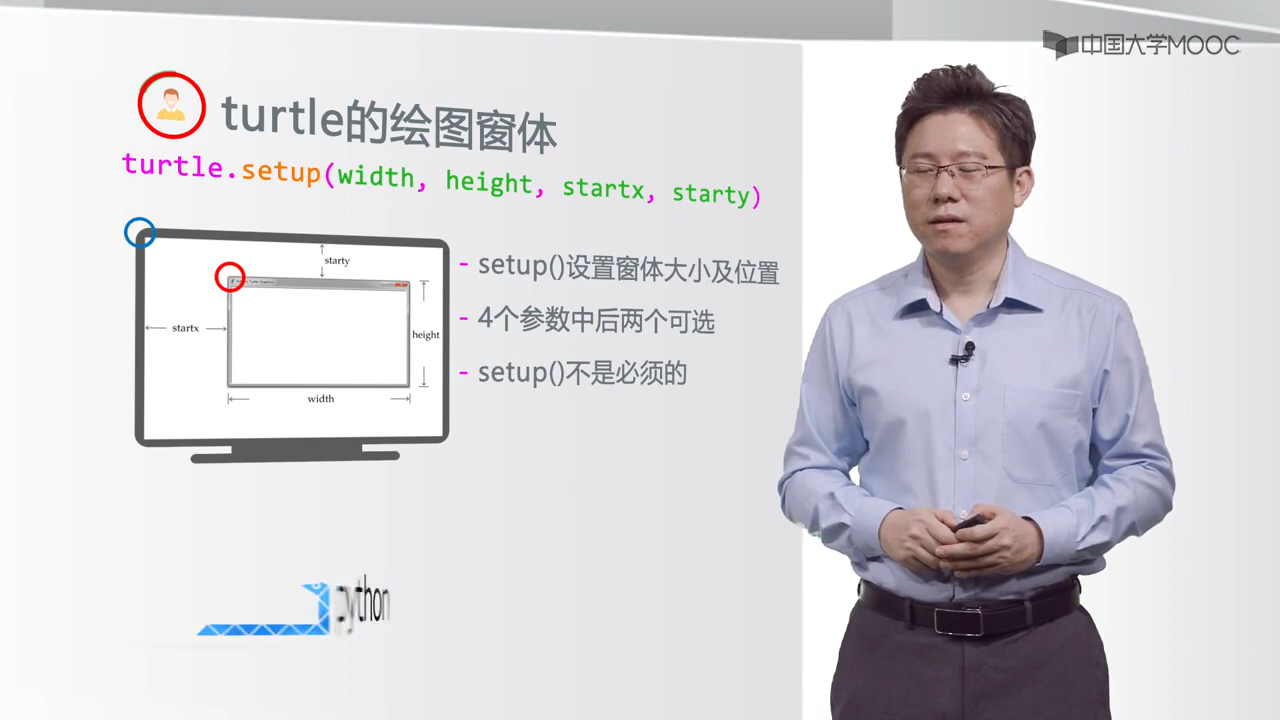 中国大学MOOC
turtle的绘图窗体
turtle.setup(width, height, startx, starty)
starty
startx
height
width
- setup()设置窗体大小及位置
- 4个参数中后两个可选
- setup()不是必须的
python